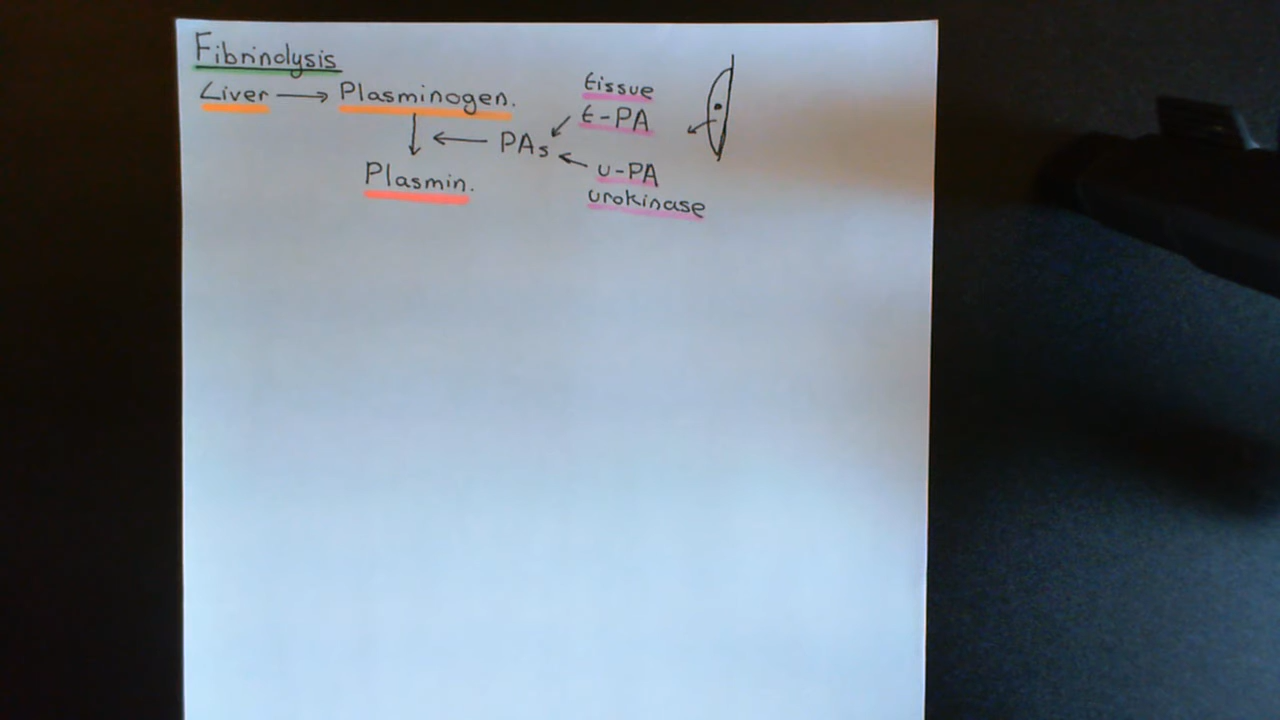 Fibrinolysis
Liver → Plasminogen.
tissue
t-PA
← PAs
u-PA
urokinase
Plasmin.